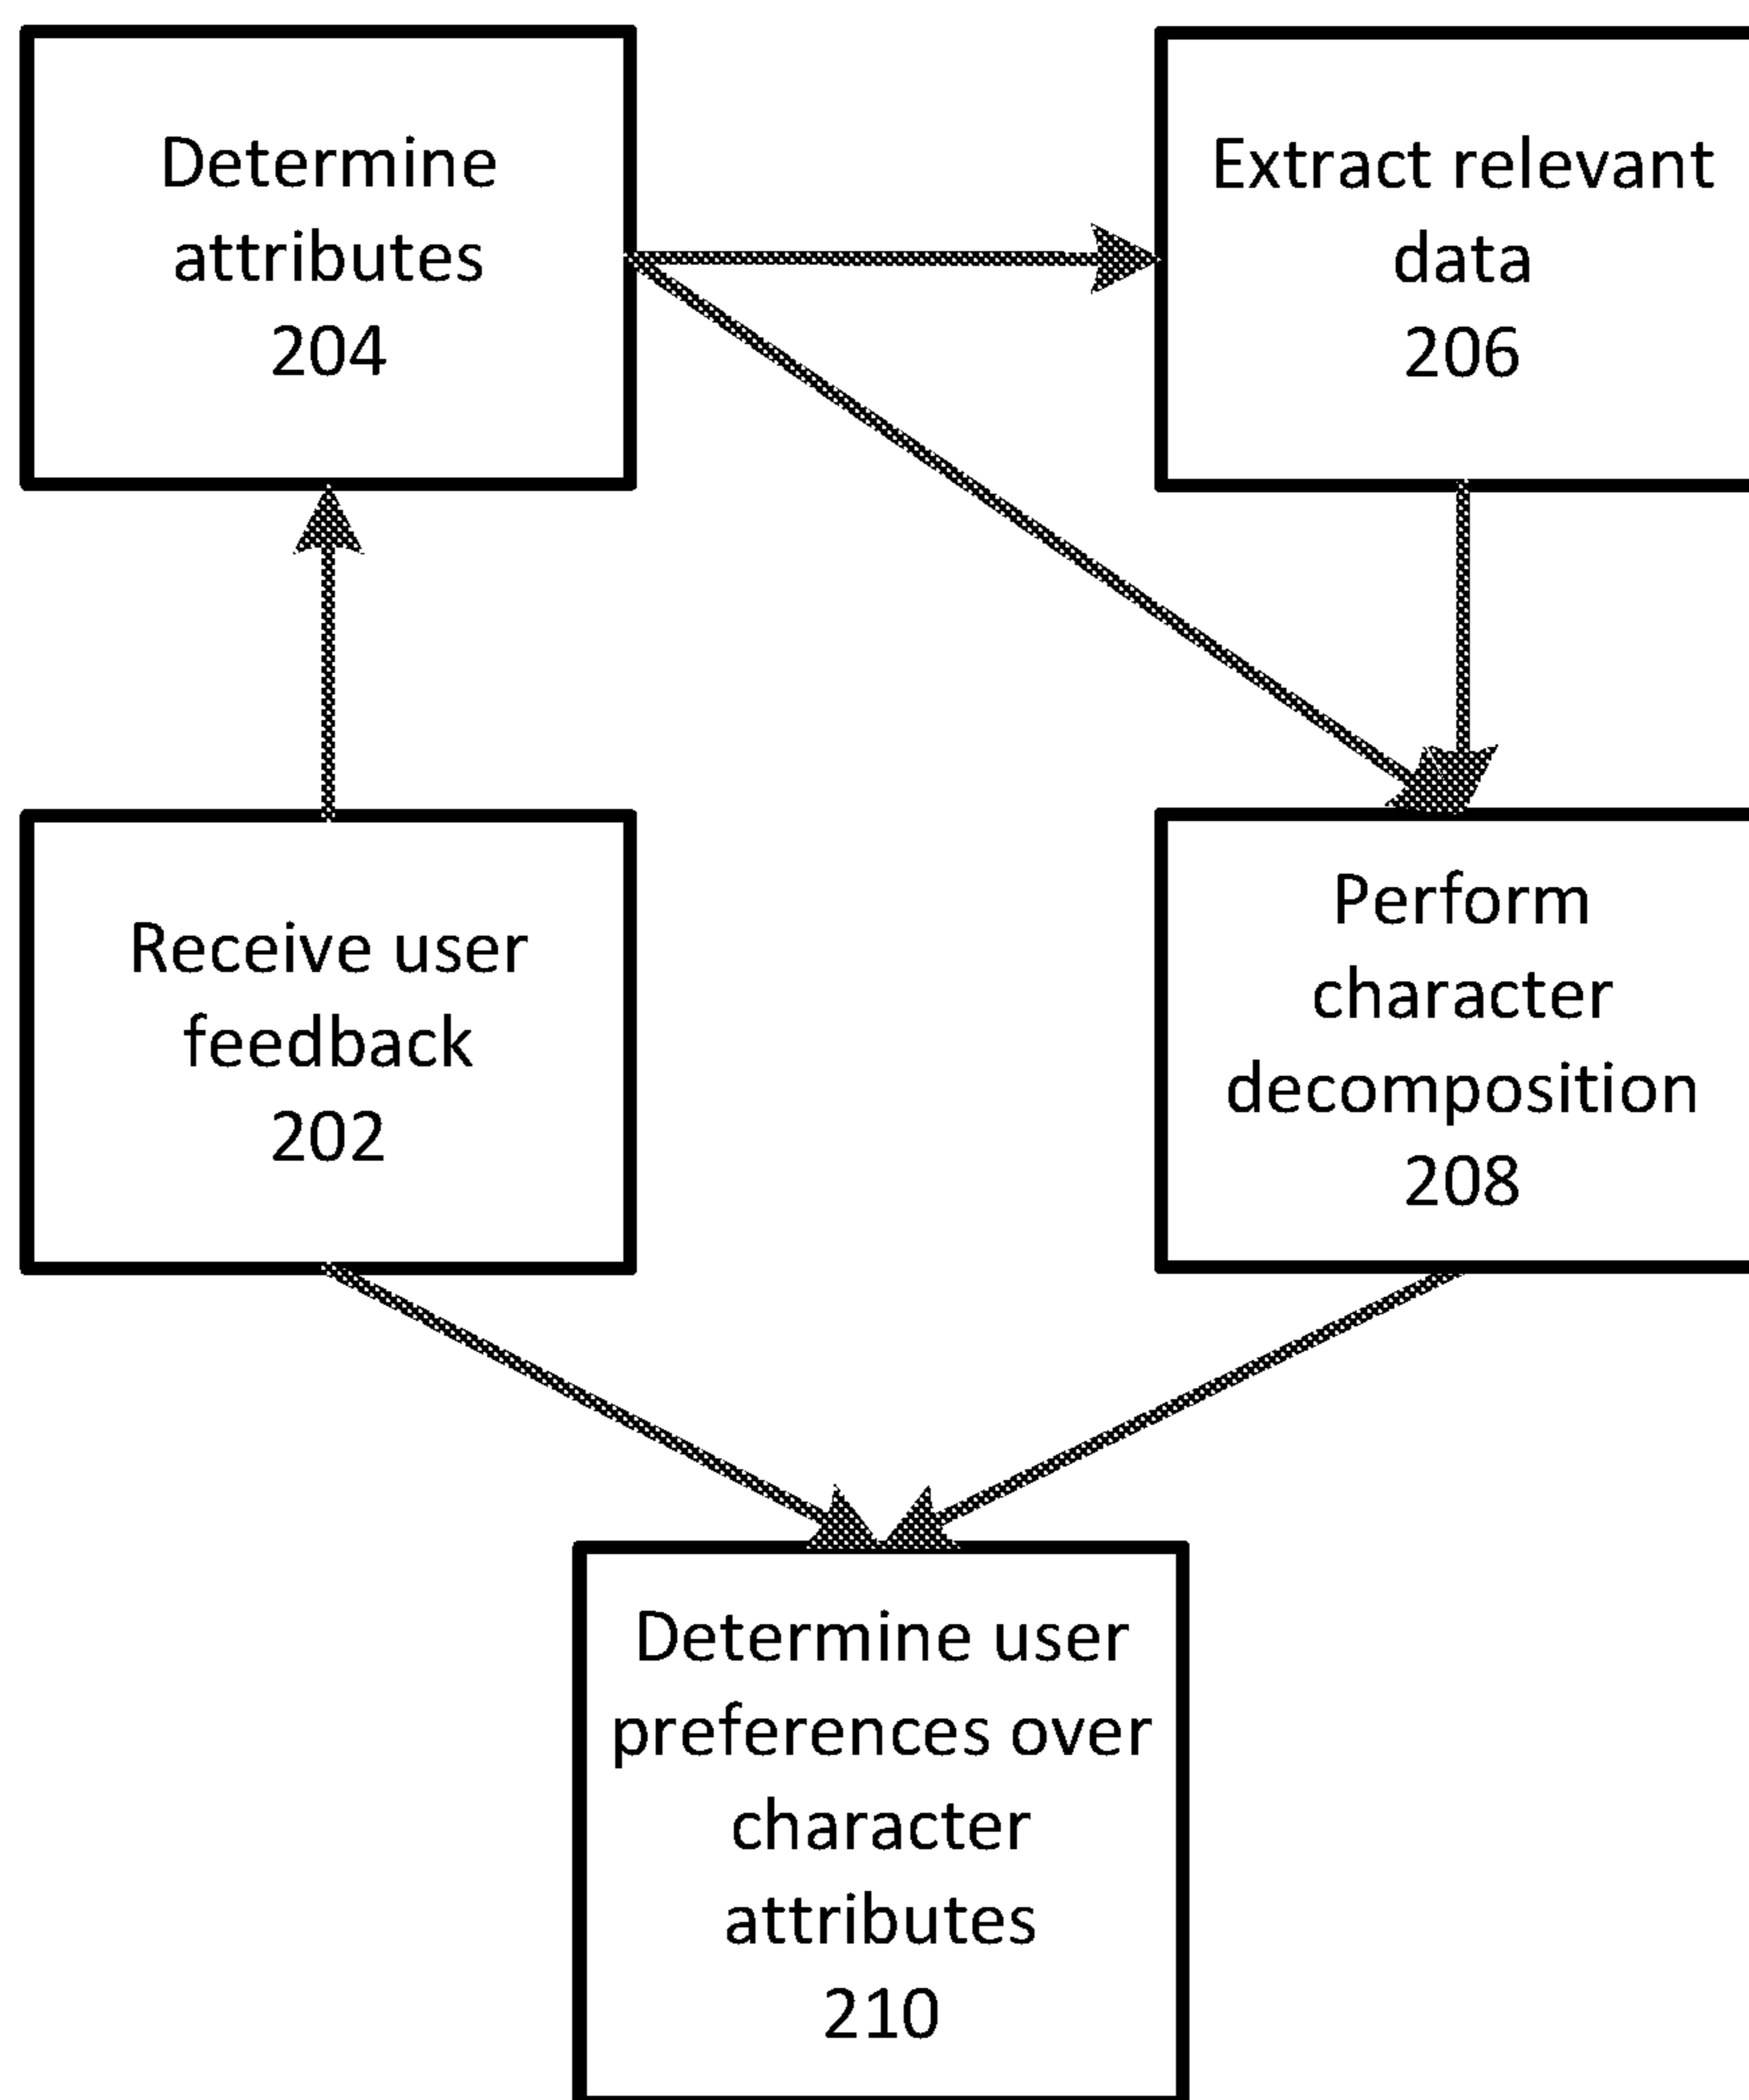 Determine
attributes
204
Extract relevant
data
206
Receive user
feedback
202
Perform
character
decomposition
208
Determine user
preferences over
character
attributes
210